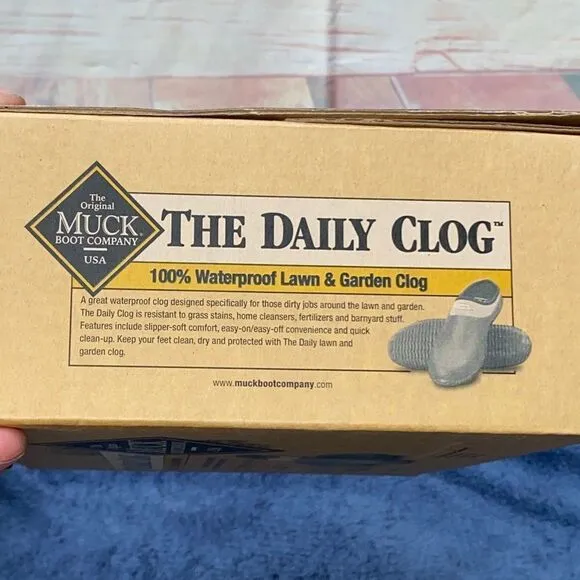 The
Original
MUCK®
BOOT COMPANY
USA
THE DAILY CLOG™
100% Waterproof Lawn & Garden Clog
A great waterproof clog designed specifically for those dirty jobs around the lawn and garden.
The Daily Clog is resistant to grass stains, home cleansers, fertilizers and barnyard stuff.
Features include slipper-soft comfort, easy-on/easy-off convenience and quick
clean-up. Keep your feet clean, dry and protected with The Daily lawn and
garden clog.
www.muckbootcompany.com